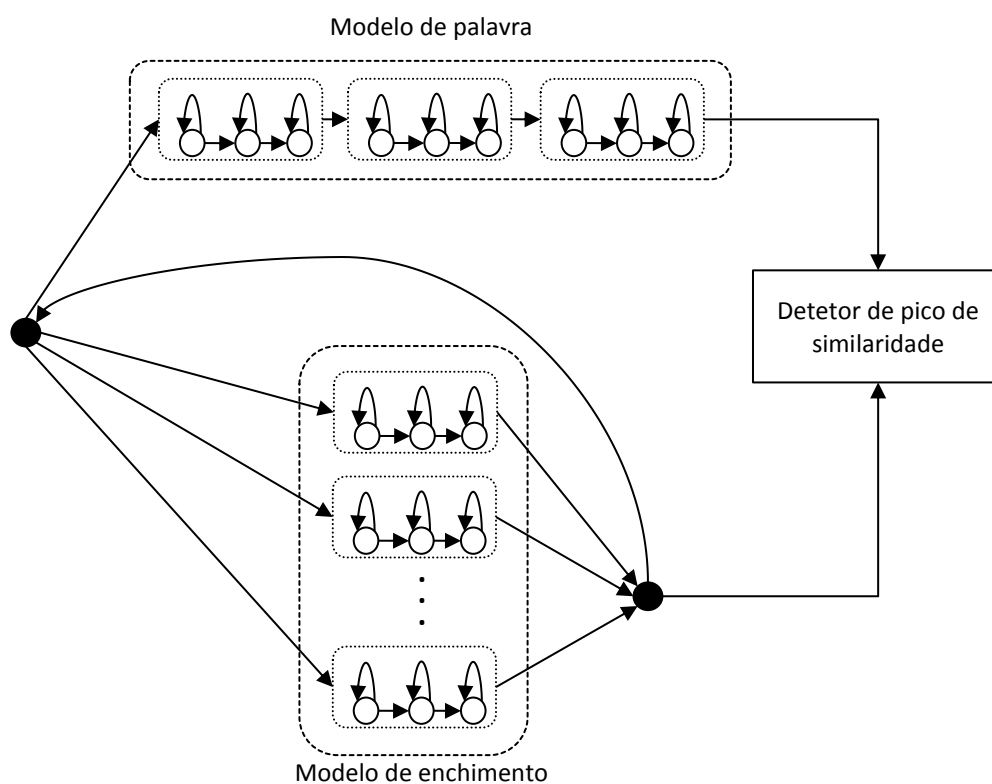 Modelo de palavra
Detetor de pico de
similaridade
Modelo de enchimento